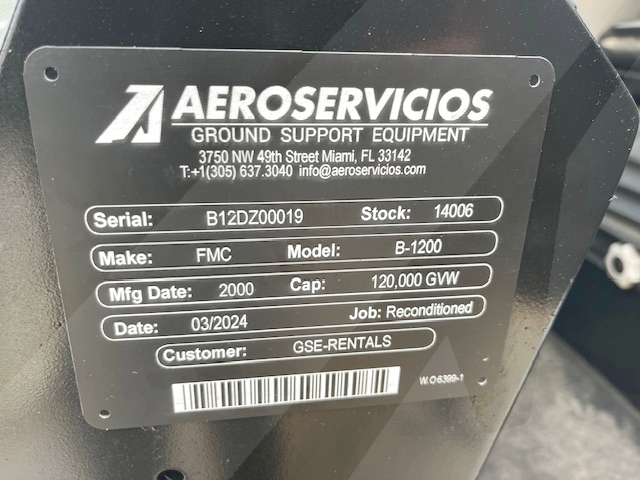 AEROSERVICIOS
GROUND SUPPORT EQUIPMENT
3750 NW 49th Street Miami, FL 33142
T:+1(305) 637.3040 info@aeroservicios.com
Serial: B12DZ00019 Stock: 14006
Make: FMC Model: B-1200
Mfg Date: 2000 Cap: 120,000 GVW
Date: 03/2024 Job: Reconditioned
Customer: GSE-RENTALS
W.O 6399-1